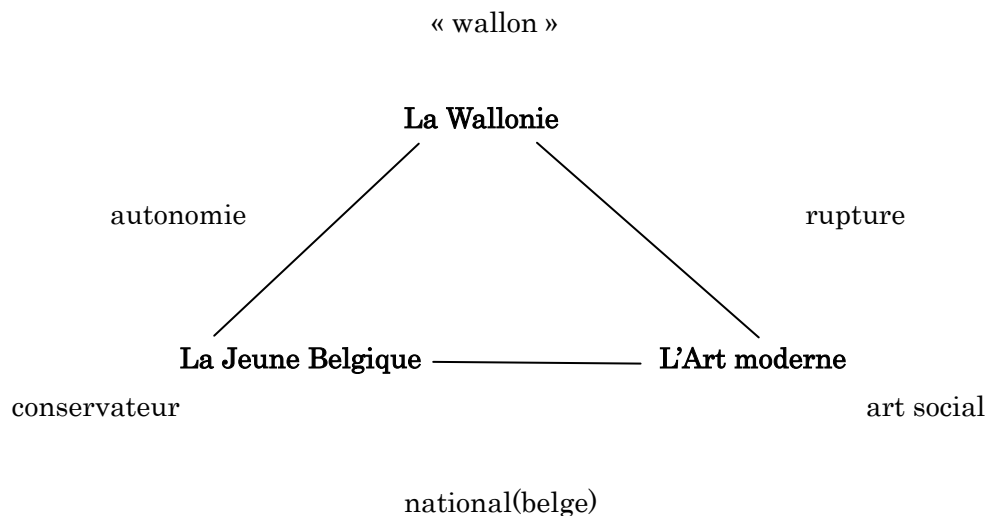 « wallon »
La Wallonie
autonomie
rupture
La Jeune Belgique
L’Art moderne
conservateur
art social
national(belge)